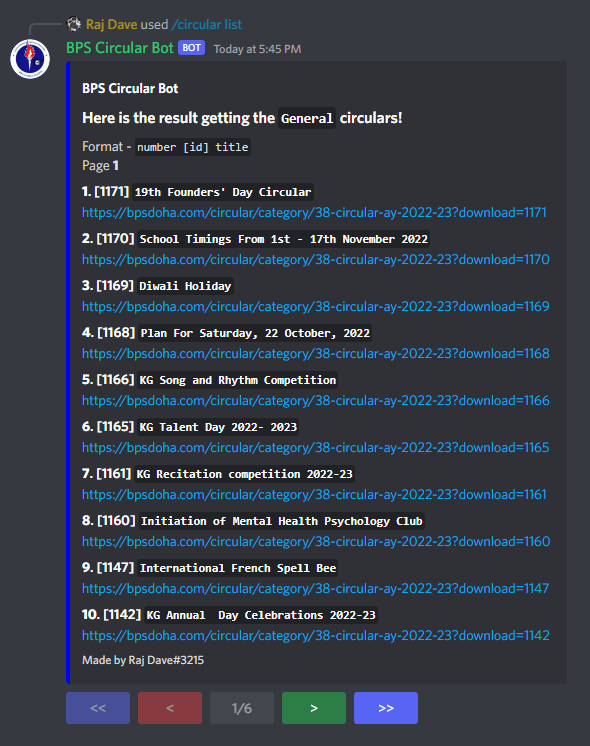 Raj Dave used /circular list
BPS Circular Bot BOT Today at 5:45 PM
BPS Circular Bot
Here is the result getting the General circulars!
Format - number [id] title
Page 1
1. [1171] 19th Founders' Day Circular
https://bpsdoha.com/circular/category/38-circular-ay-2022-23?download=1171
2. [1170] School Timings From 1st - 17th November 2022
https://bpsdoha.com/circular/category/38-circular-ay-2022-23?download=1170
3. [1169] Diwali Holiday
https://bpsdoha.com/circular/category/38-circular-ay-2022-23?download=1169
4. [1168] Plan For Saturday, 22 October, 2022
https://bpsdoha.com/circular/category/38-circular-ay-2022-23?download=1168
5. [1166] KG Song and Rhythm Competition
https://bpsdoha.com/circular/category/38-circular-ay-2022-23?download=1166
6. [1165] KG Talent Day 2022- 2023
https://bpsdoha.com/circular/category/38-circular-ay-2022-23?download=1165
7. [1161] KG Recitation competition 2022-23
https://bpsdoha.com/circular/category/38-circular-ay-2022-23?download=1161
8. [1160] Initiation of Mental Health Psychology Club
https://bpsdoha.com/circular/category/38-circular-ay-2022-23?download=1160
9. [1147] International French Spell Bee
https://bpsdoha.com/circular/category/38-circular-ay-2022-23?download=1147
10. [1142] KG Annual  Day Celebrations 2022-23
https://bpsdoha.com/circular/category/38-circular-ay-2022-23?download=1142
Made by Raj Dave#3215
<< < 1/6 > >>